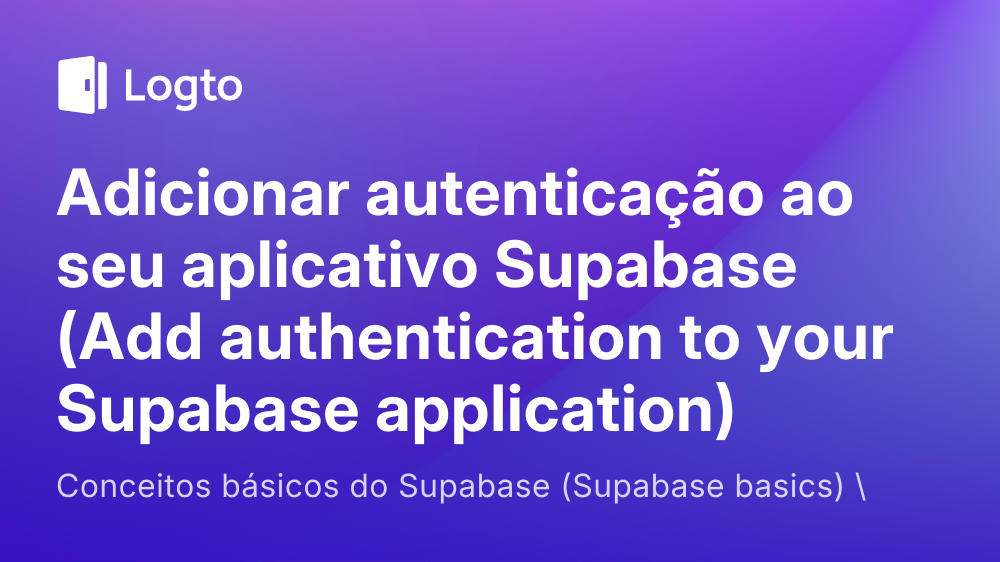 Logto
Adicionar autenticação ao
seu aplicativo Supabase
(Add authentication to your
Supabase application)
Conceitos básicos do Supabase (Supabase basics) \